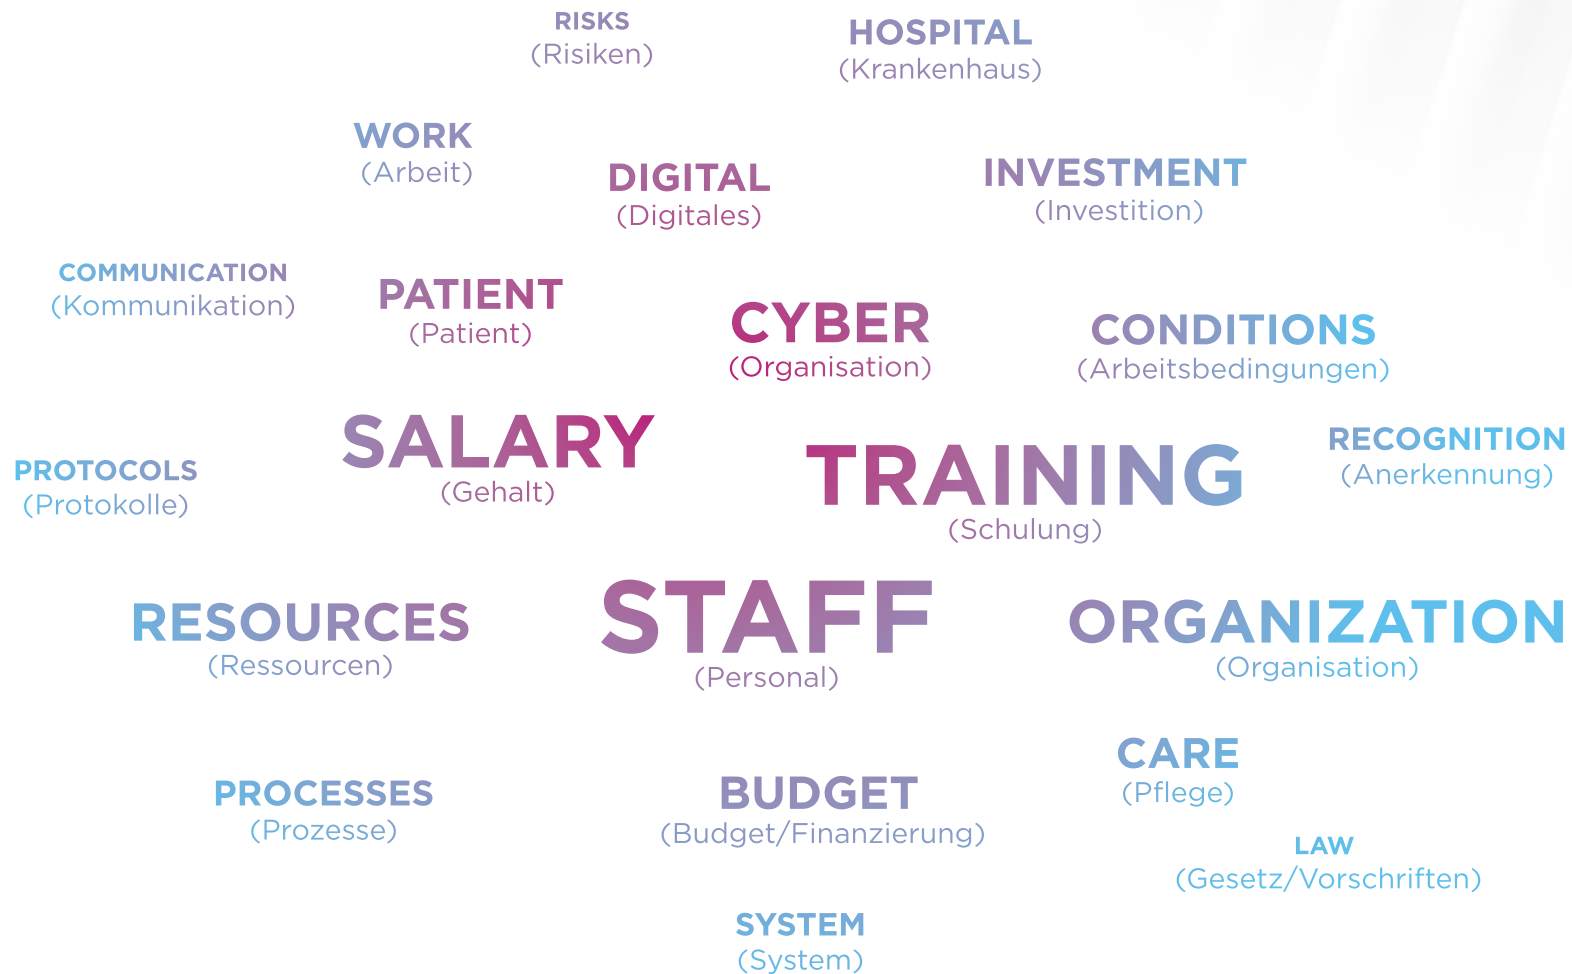 RISKS
(Risiken)
HOSPITAL
(Krankenhaus)
WORK
(Arbeit)
DIGITAL
(Digitales)
INVESTMENT
(Investition)
COMMUNICATION
(Kommunikation)
PATIENT
(Patient)
CYBER
(Organisation)
CONDITIONS
(Arbeitsbedingungen)
SALARY
(Gehalt)
TRAINING
(Schulung)
RECOGNITION
(Anerkennung)
PROTOCOLS
(Protokolle)
RESOURCES
(Ressourcen)
STAFF
(Personal)
ORGANIZATION
(Organisation)
PROCESSES
(Prozesse)
BUDGET
(Budget/Finanzierung)
CARE
(Pflege)
LAW
(Gesetz/Vorschriften)
SYSTEM
(System)